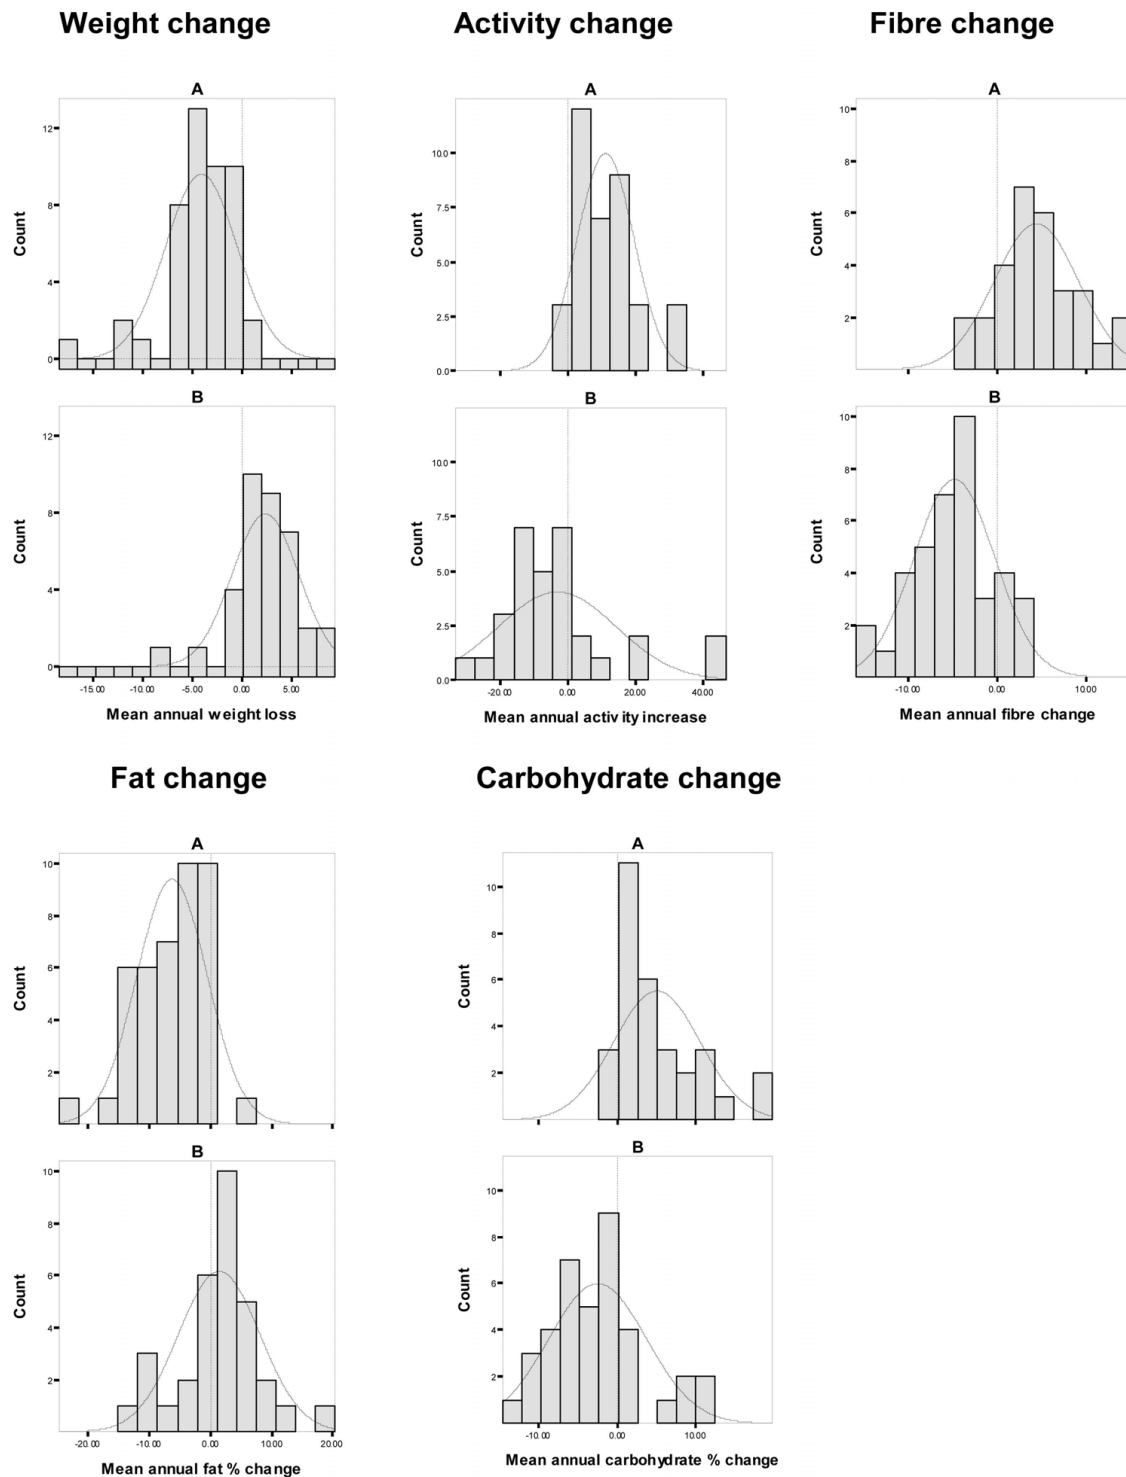 Weight change
Activity change
Fibre change
A
A
A
12
8
4
0
Count
10.0
7.5
5.0
2.5
0.0
Count
10
8
6
4
2
Count
B
B
B
12
8
4
0
Count
-15.00 -10.00 -5.00 0.00 5.00
Mean annual weight loss
10.0
7.5
5.0
2.5
0.0
Count
-20.00 0.00 20.00 40.00
Mean annual activity increase
10
8
6
4
2
Count
-10.00 0.00 10.00
Mean annual fibre change
Fat change
Carbohydrate change
A
A
10
8
6
4
2
Count
10
8
6
4
2
Count
B
B
10
8
6
4
2
Count
-20.00 -10.00 0.00 10.00 20.00
Mean annual fat % change
10
8
6
4
2
Count
-10.00 0.00 10.00
Mean annual carbohydrate % change